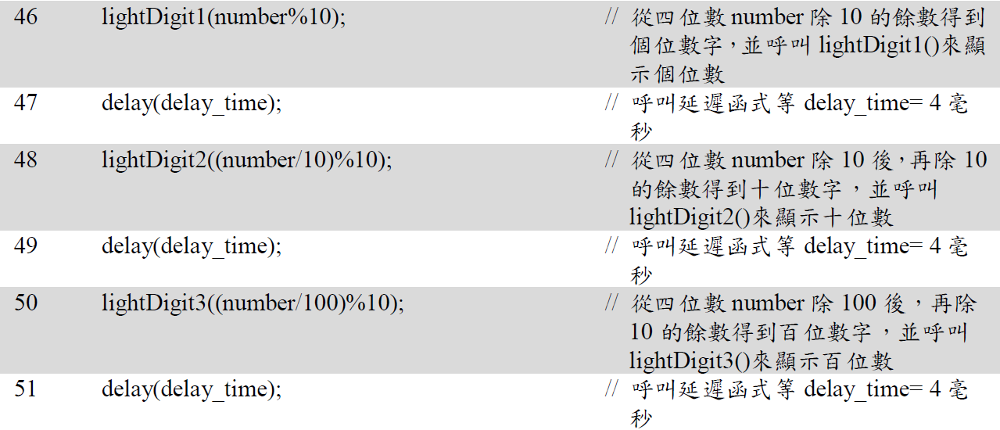 46 lightDigit1(number%10); // 從四位數 number 除 10 的餘數得到
個位數字，並呼叫 lightDigit1()來顯
示個位數
47 delay(delay_time); // 呼叫延遲函式等 delay_time= 4 毫
秒
48 lightDigit2((number/10)%10); // 從四位數 number 除 10 後，再除 10
的餘數得到十位數字，並呼叫
lightDigit2()來顯示十位數
49 delay(delay_time); // 呼叫延遲函式等 delay_time= 4 毫
秒
50 lightDigit3((number/100)%10); // 從四位數 number 除 100 後，再除
10 的餘數得到百位數字，並呼叫
lightDigit3()來顯示百位數
51 delay(delay_time); // 呼叫延遲函式等 delay_time= 4 毫
秒